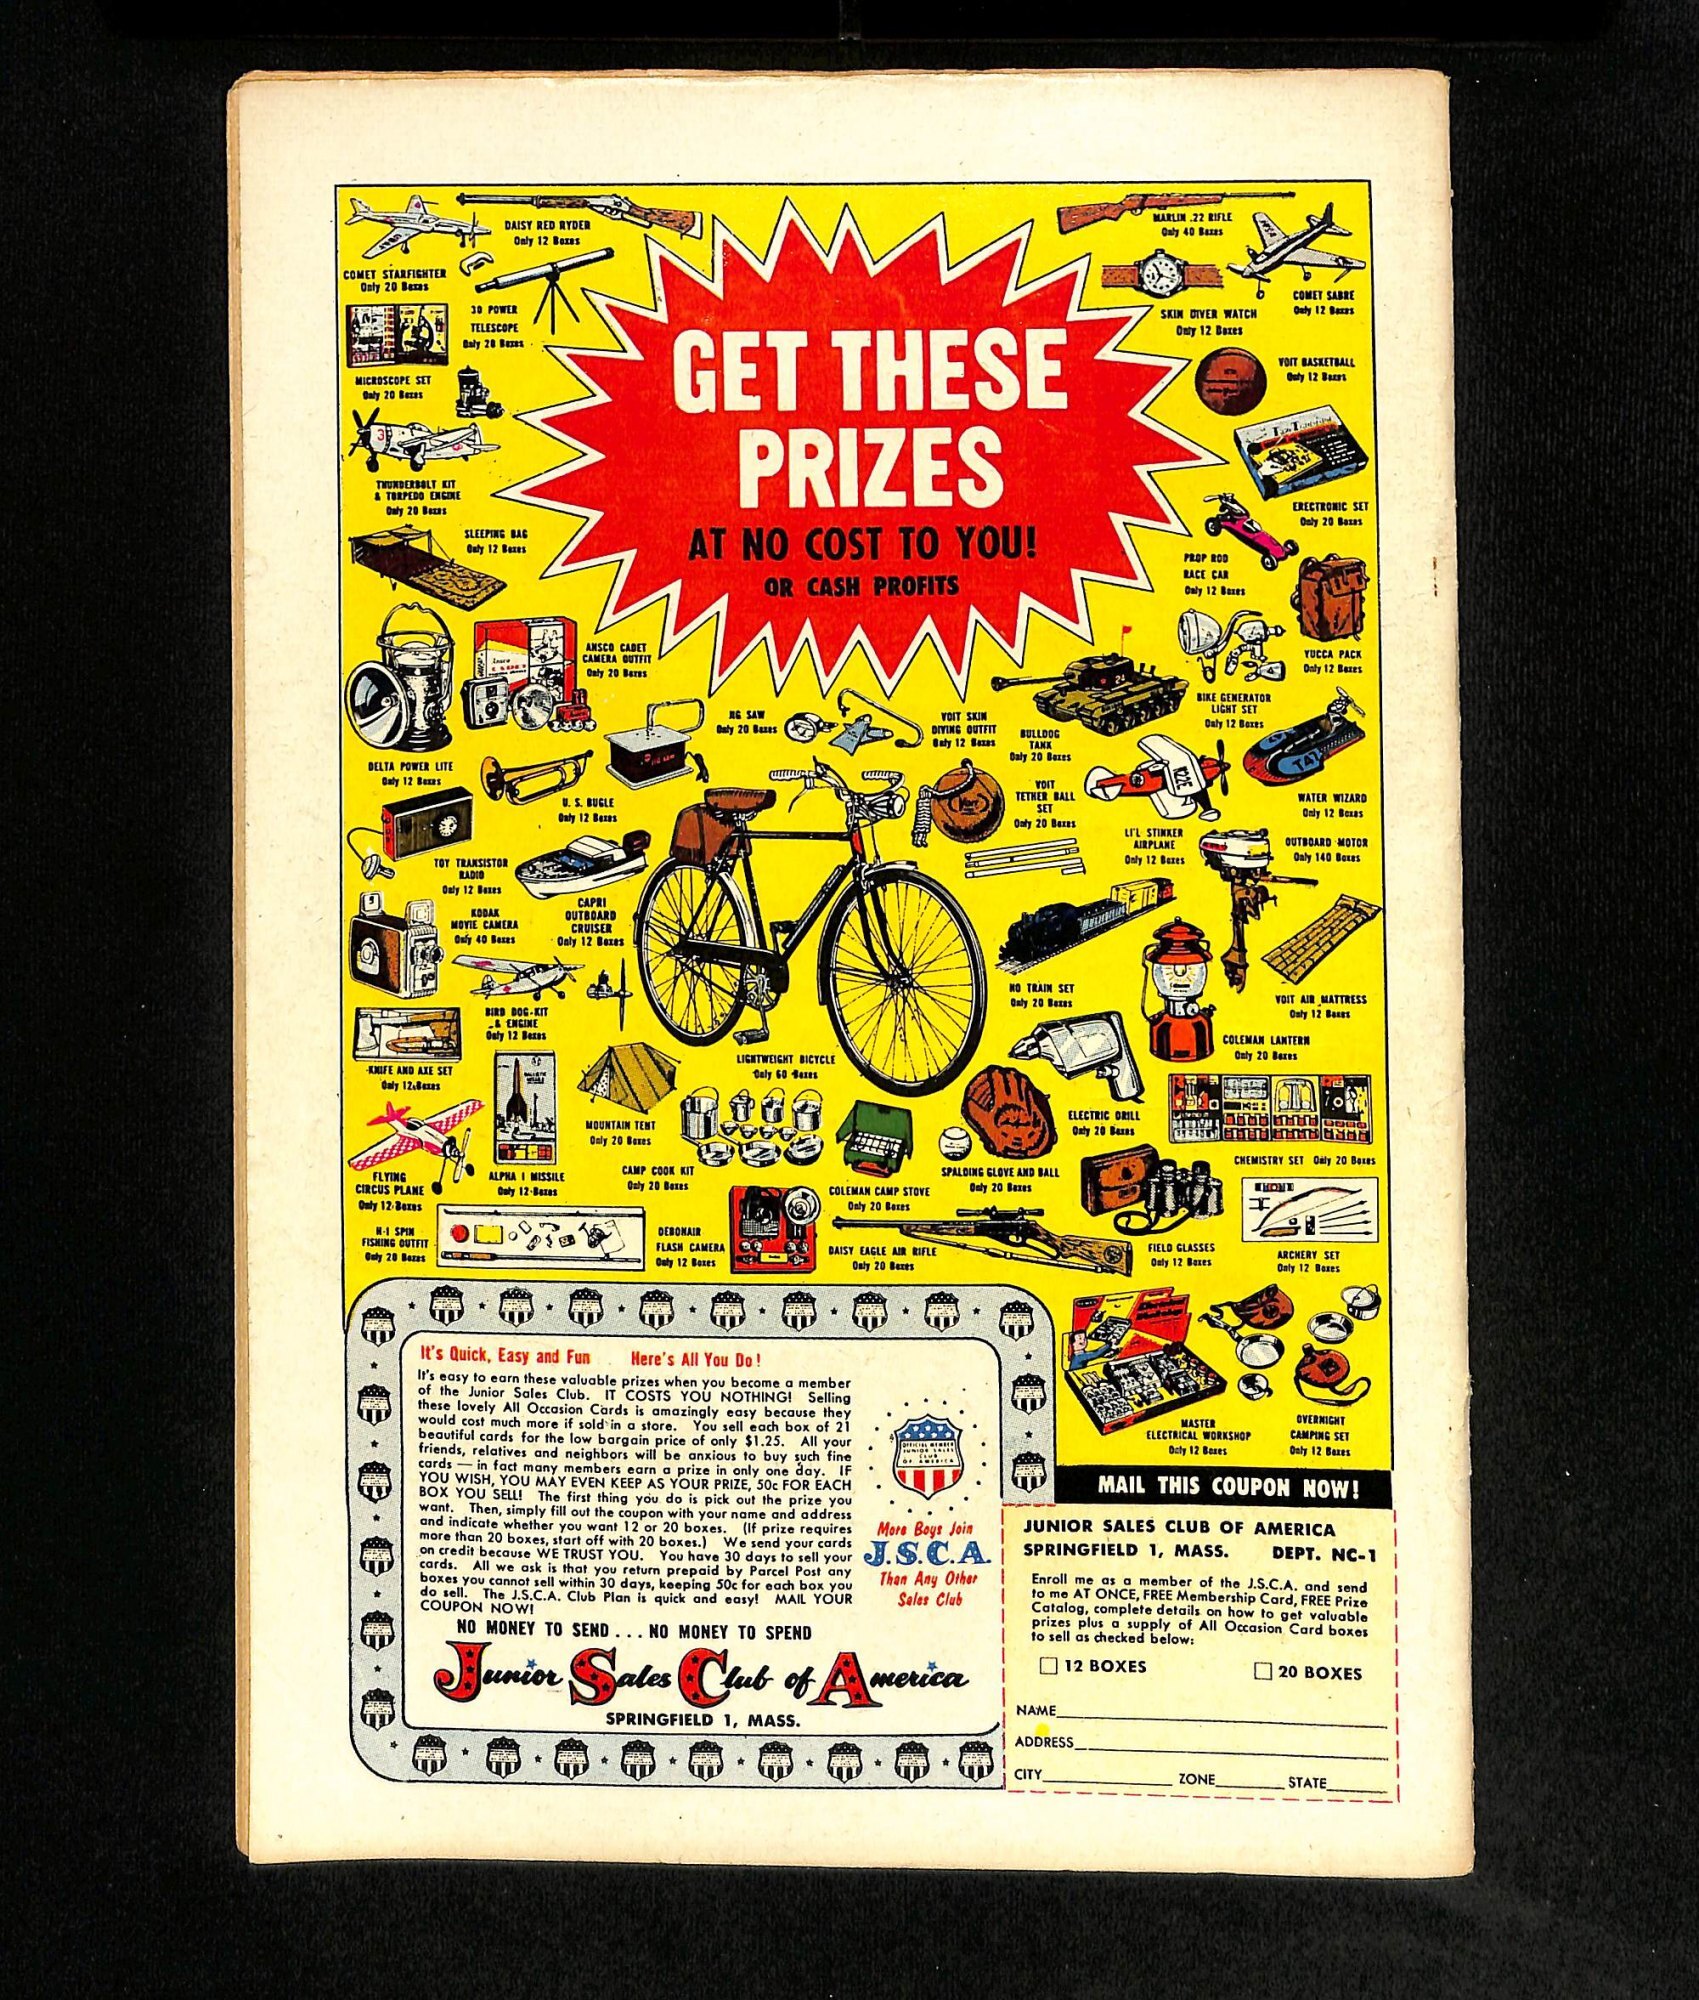 DAISY RED RYDER
Only 12 Boxes
MARLIN .22 RIFLE
Only 40 Boxes
COMET STARFIGHTER
Only 20 Boxes
COMET SABRE
Only 12 Boxes
30 POWER
TELESCOPE
Only 20 Boxes
SKIN DIVER WATCH
Only 12 Boxes
GET THESE
PRIZES
AT NO COST TO YOU!
OR CASH PROFITS
MICROSCOPE SET
Only 20 Boxes
VOIT BASKETBALL
Only 12 Boxes
THUNDERBOLT KIT
& TORPEDO ENGINE
Only 20 Boxes
ERECTRONIC SET
Only 20 Boxes
SLEEPING BAG
Only 12 Boxes
PROP ROD
RACE CAR
Only 12 Boxes
ANSCO CADET
CAMERA OUTFIT
Only 20 Boxes
YUCCA PACK
Only 12 Boxes
BIKE GENERATOR
LIGHT SET
Only 12 Boxes
JIG SAW
Only 20 Boxes
VOIT SKIN
DIVING OUTFIT
Only 12 Boxes
BULLDOG
TANK
Only 20 Boxes
DELTA POWER LITE
Only 12 Boxes
U. S. BUGLE
Only 12 Boxes
VOIT
TETHER BALL
SET
Only 20 Boxes
WATER WIZARD
Only 12 Boxes
LI'L STINKER
AIRPLANE
Only 12 Boxes
OUTBOARD MOTOR
Only 140 Boxes
TOY TRANSISTOR
RADIO
Only 12 Boxes
KODAK
MOVIE CAMERA
Only 40 Boxes
CAPRI
OUTBOARD
CRUISER
Only 12 Boxes
HO TRAIN SET
Only 20 Boxes
VOIT AIR MATTRESS
Only 12 Boxes
BIRD DOG-KIT
& ENGINE
Only 12 Boxes
COLEMAN LANTERN
Only 20 Boxes
KNIFE AND AXE SET
Only 12 Boxes
LIGHTWEIGHT BICYCLE
Only 60 Boxes
MOUNTAIN TENT
Only 20 Boxes
ELECTRIC DRILL
Only 20 Boxes
CHEMISTRY SET Only 20 Boxes
FLYING
CIRCUS PLANE
Only 12 Boxes
ALPHA I MISSILE
Only 12 Boxes
CAMP COOK KIT
Only 20 Boxes
COLEMAN CAMP STOVE
Only 20 Boxes
SPALDING GLOVE AND BALL
Only 20 Boxes
H-I SPIN
FISHING OUTFIT
Only 20 Boxes
DEBONAIR
FLASH CAMERA
Only 12 Boxes
DAISY EAGLE AIR RIFLE
Only 20 Boxes
FIELD GLASSES
Only 12 Boxes
ARCHERY SET
Only 12 Boxes
MASTER
ELECTRICAL WORKSHOP
Only 12 Boxes
OVERNIGHT
CAMPING SET
Only 12 Boxes
It's Quick, Easy and Fun Here's All You Do!
It's easy to earn these valuable prizes when you become a member
of the Junior Sales Club. IT COSTS YOU NOTHING! Selling
these lovely All Occasion Cards is amazingly easy because they
would cost much more if sold in a store. You sell each box of 21
beautiful cards for the low bargain price of only $1.25. All your
friends, relatives and neighbors will be anxious to buy such fine
cards — in fact many members earn a prize in only one day. IF
YOU WISH, YOU MAY EVEN KEEP AS YOUR PRIZE, 50c FOR EACH
BOX YOU SELL! The first thing you do is pick out the prize you
want. Then, simply fill out the coupon with your name and address
and indicate whether you want 12 or 20 boxes. (If prize requires
more than 20 boxes, start off with 20 boxes.) We send your cards
on credit because WE TRUST YOU. You have 30 days to sell your
cards. All we ask is that you return prepaid by Parcel Post any
boxes you cannot sell within 30 days, keeping 50c for each box you
do sell. The J.S.C.A. Club Plan is quick and easy! MAIL YOUR
COUPON NOW!
NO MONEY TO SEND . . . NO MONEY TO SPEND
Junior Sales Club of America
SPRINGFIELD 1, MASS.
OFFICIAL MEMBER
JUNIOR SALES
CLUB
OF AMERICA
More Boys Join
J.S.C.A.
Than Any Other
Sales Club
MAIL THIS COUPON NOW!
JUNIOR SALES CLUB OF AMERICA
SPRINGFIELD 1, MASS. DEPT. NC-1
Enroll me as a member of the J.S.C.A. and send
to me AT ONCE, FREE Membership Card, FREE Prize
Catalog, complete details on how to get valuable
prizes plus a supply of All Occasion Card boxes
to sell as checked below:
12 BOXES 20 BOXES
NAME
ADDRESS
CITY ZONE STATE